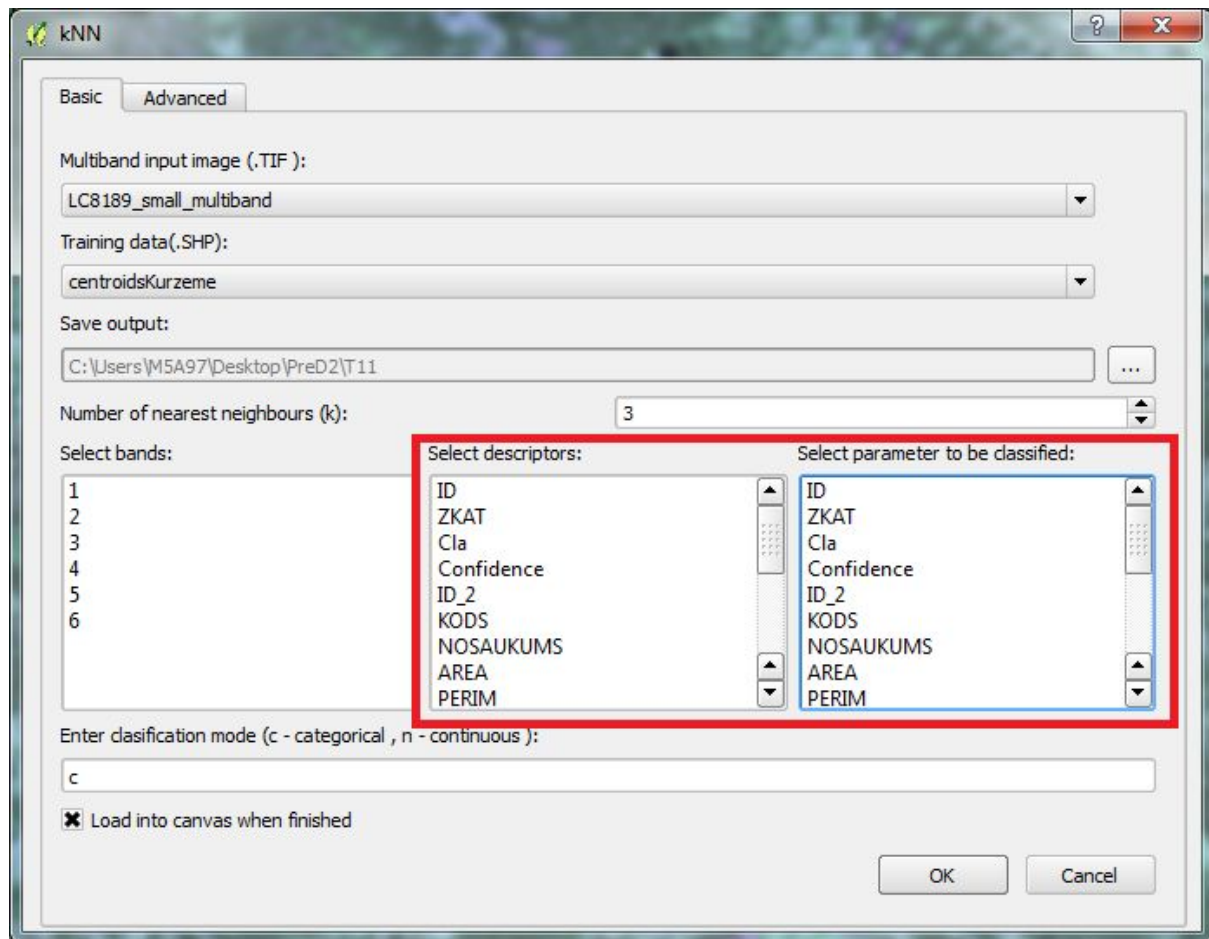 kNN
Basic Advanced
Multiband input image (.TIF ):
LC8189_small_multiband
Training data(.SHP):
centroidsKurzeme
Save output:
C:\Users\M5A97\Desktop\PreD2\T11 ...
Number of nearest neighbours (k): 3
Select bands: Select descriptors: Select parameter to be classified:
1 ID ID
2 ZKAT ZKAT
3 Cla Cla
4 Confidence Confidence
5 ID_2 ID_2
6 KODS KODS
NOSAUKUMS NOSAUKUMS
AREA AREA
PERIM PERIM
Enter clasification mode (c - categorical , n - continuous ):
c
Load into canvas when finished
OK Cancel